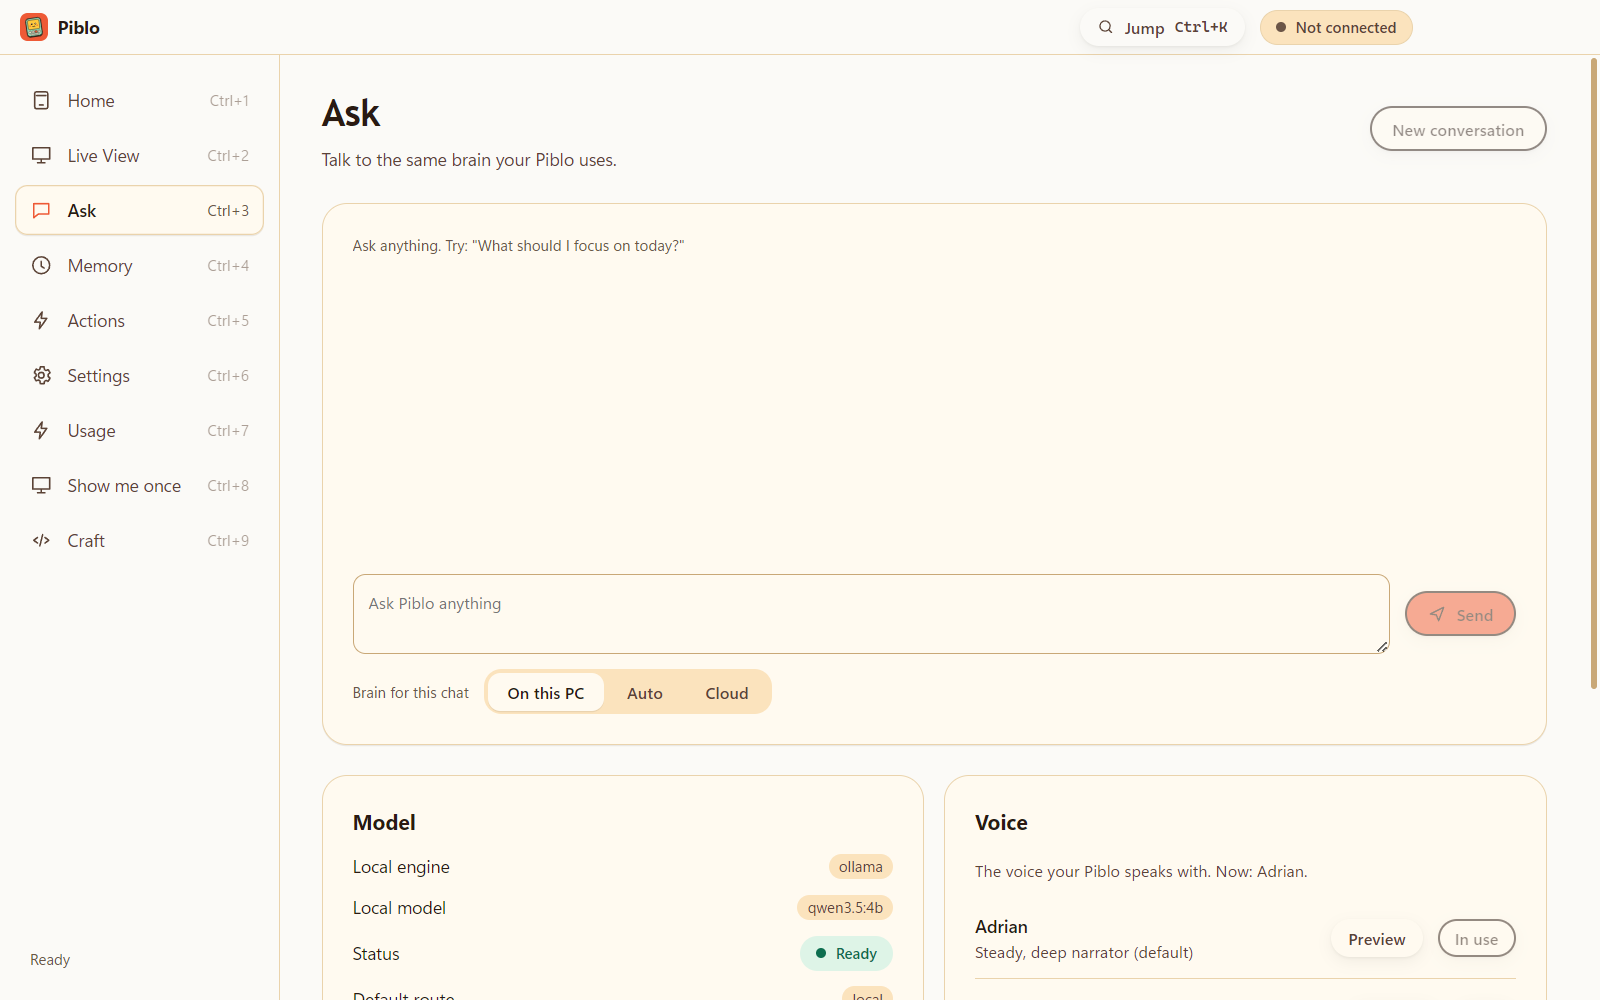 Piblo
Jump Ctrl+K
Not connected
Home Ctrl+1
Live View Ctrl+2
Ask Ctrl+3
Memory Ctrl+4
Actions Ctrl+5
Settings Ctrl+6
Usage Ctrl+7
Show me once Ctrl+8
Craft Ctrl+9
Ready
Ask
Talk to the same brain your Piblo uses.
New conversation
Ask anything. Try: "What should I focus on today?"
Ask Piblo anything
Send
Brain for this chat On this PC Auto Cloud
Model
Local engine ollama
Local model qwen3.5:4b
Status Ready
Default route local
Voice
The voice your Piblo speaks with. Now: Adrian.
Adrian
Steady, deep narrator (default)
Preview In use